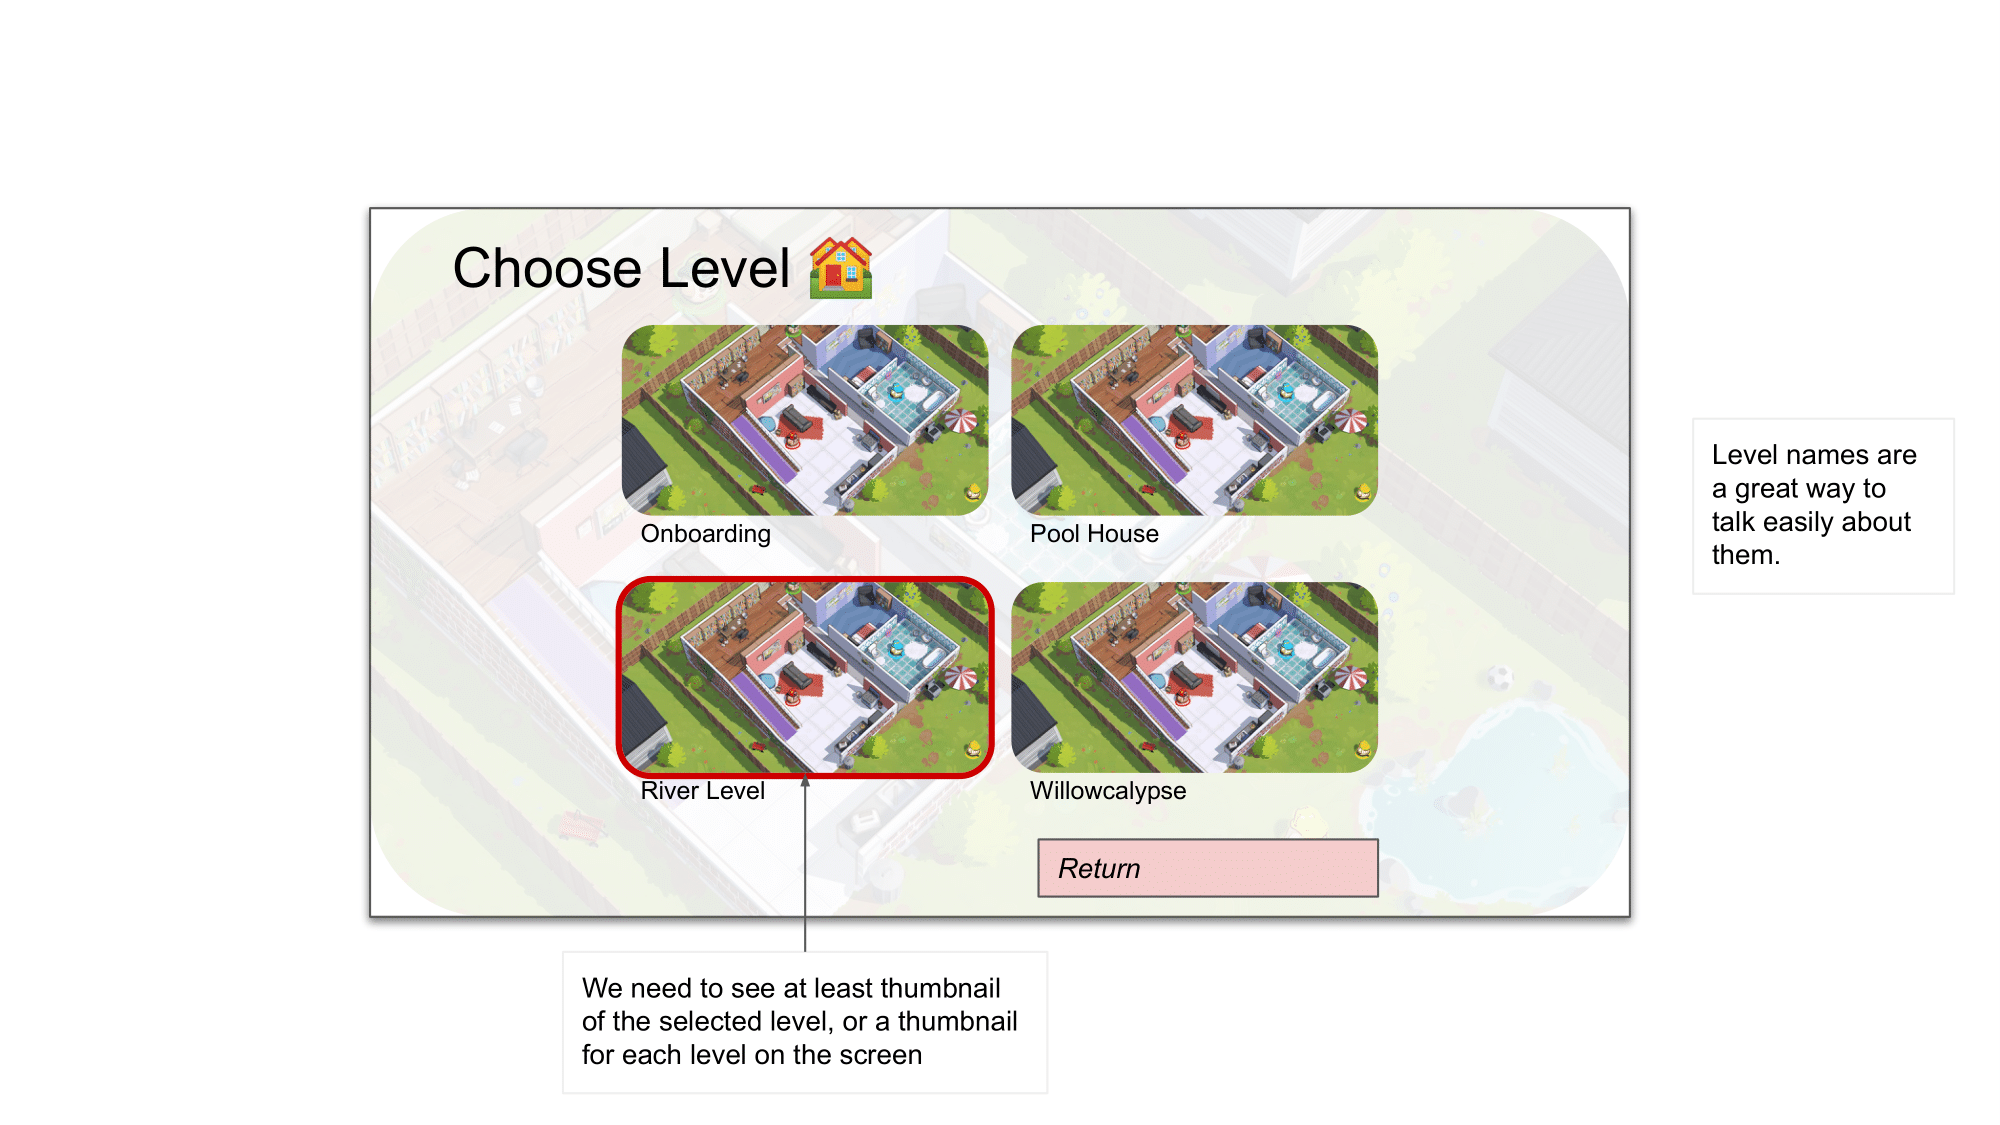 Choose Level
Onboarding
Pool House
River Level
Willowcalypse
Return
Level names are
a great way to
talk easily about
them.
We need to see at least thumbnail
of the selected level, or a thumbnail
for each level on the screen